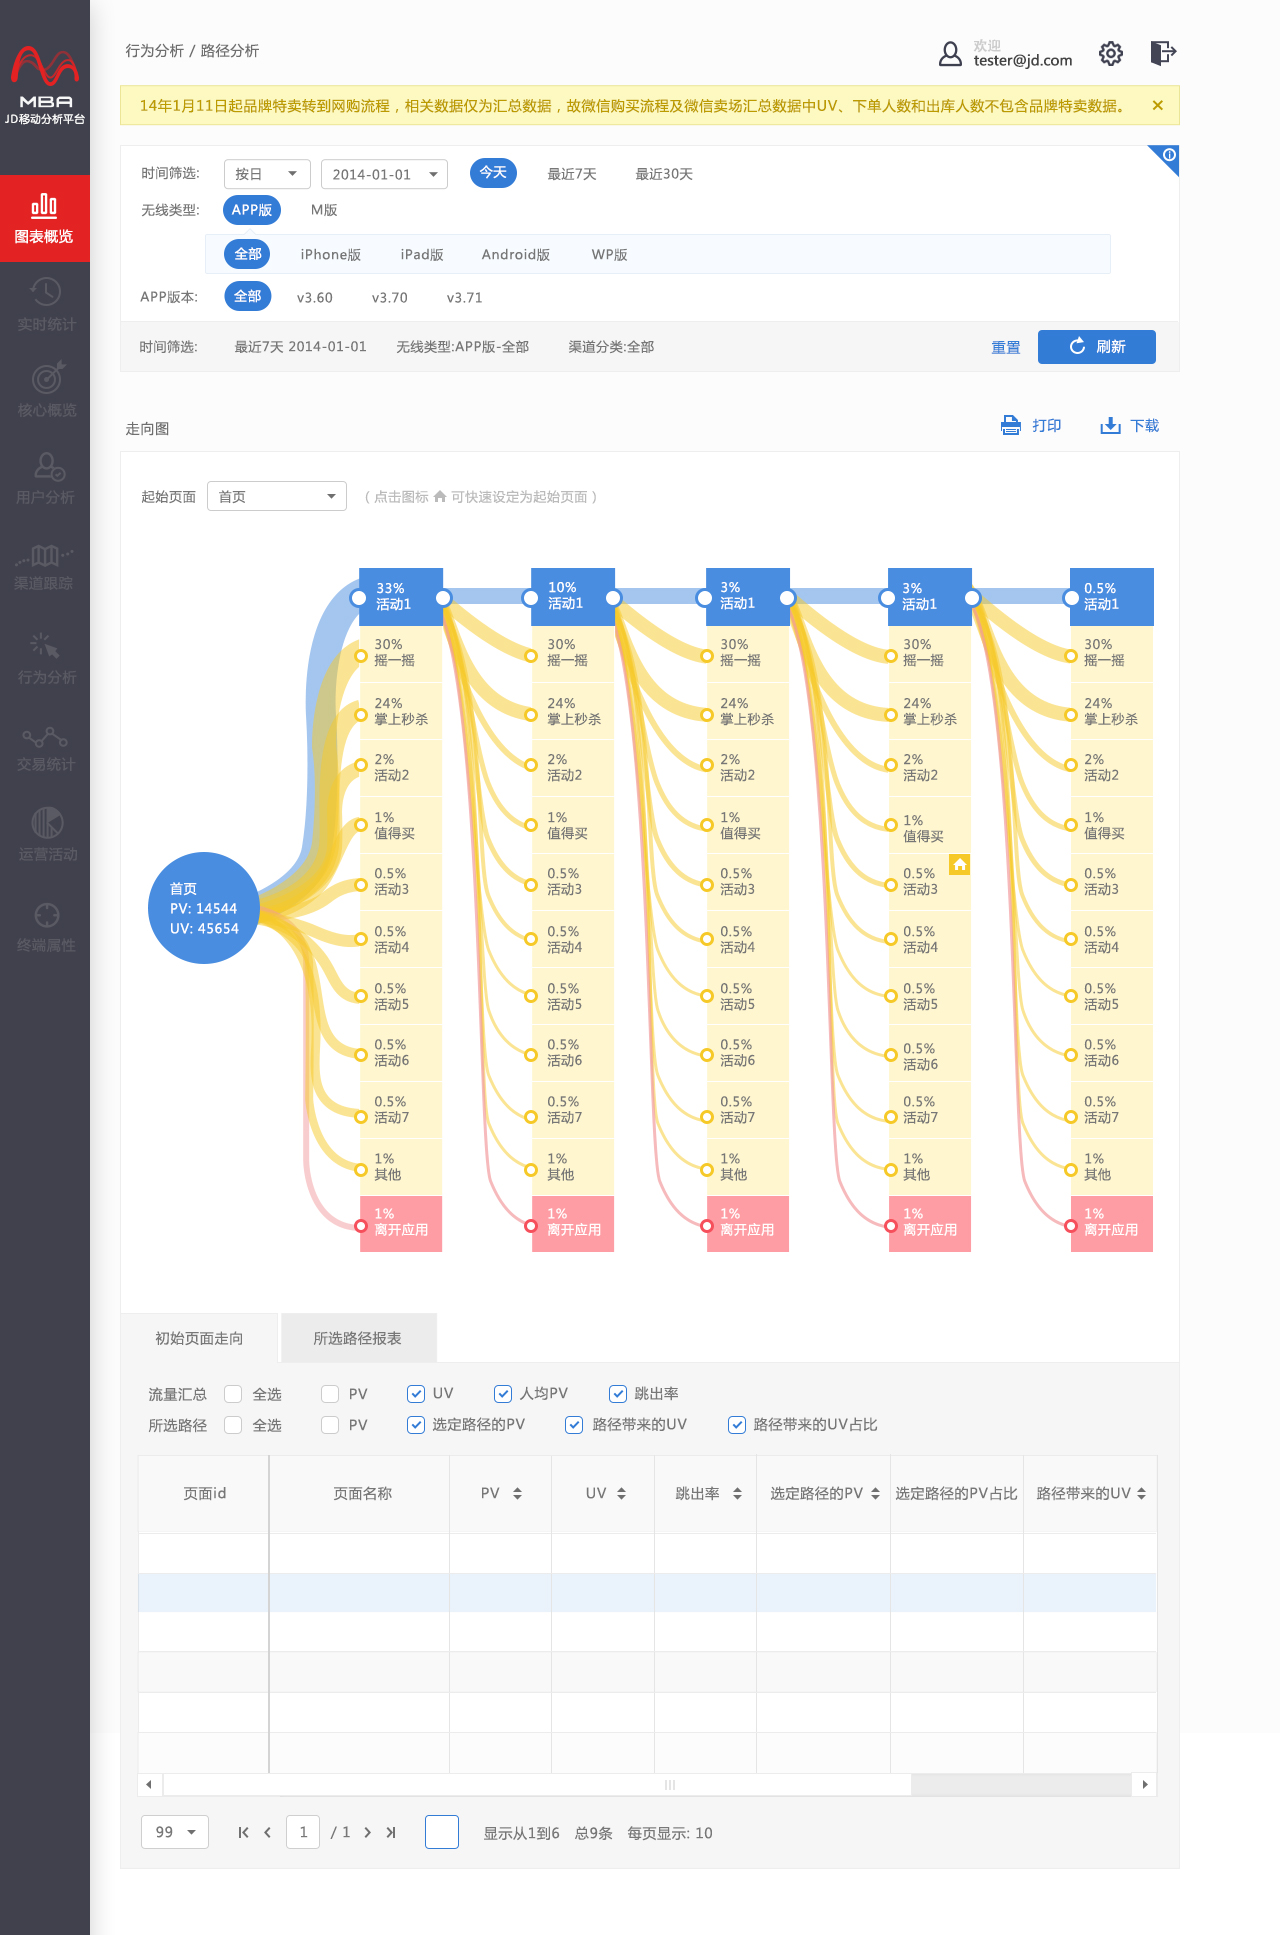 MBA
JD移动分析平台
图表概览
实时统计
核心概览
用户分析
渠道跟踪
行为分析
交易统计
运营活动
终端属性
行为分析 / 路径分析
欢迎
tester@jd.com
14年1月11日起品牌特卖转到网购流程，相关数据仅为汇总数据，故微信购买流程及微信卖场汇总数据中UV、下单人数和出库人数不包含品牌特卖数据。
时间筛选: 按日 2014-01-01 今天 最近7天 最近30天
无线类型: APP版 M版
全部 iPhone版 iPad版 Android版 WP版
APP版本: 全部 v3.60 v3.70 v3.71
时间筛选: 最近7天 2014-01-01 无线类型:APP版-全部 渠道分类:全部 重置 刷新
走向图 打印 下载
起始页面 首页 （点击图标 可快速设定为起始页面）
首页
PV: 14544
UV: 45654
33% 10% 3% 3% 0.5%
活动1 活动1 活动1 活动1 活动1
30% 30% 30% 30% 30%
摇一摇 摇一摇 摇一摇 摇一摇 摇一摇
24% 24% 24% 24% 24%
掌上秒杀 掌上秒杀 掌上秒杀 掌上秒杀 掌上秒杀
2% 2% 2% 2% 2%
活动2 活动2 活动2 活动2 活动2
1% 1% 1% 1% 1%
值得买 值得买 值得买 值得买 值得买
0.5% 0.5% 0.5% 0.5% 0.5%
活动3 活动3 活动3 活动3 活动3
0.5% 0.5% 0.5% 0.5% 0.5%
活动4 活动4 活动4 活动4 活动4
0.5% 0.5% 0.5% 0.5% 0.5%
活动5 活动5 活动5 活动5 活动5
0.5% 0.5% 0.5% 0.5% 0.5%
活动6 活动6 活动6 活动6 活动6
0.5% 0.5% 0.5% 0.5% 0.5%
活动7 活动7 活动7 活动7 活动7
1% 1% 1% 1% 1%
其他 其他 其他 其他 其他
1% 1% 1% 1% 1%
离开应用 离开应用 离开应用 离开应用 离开应用
初始页面走向 所选路径报表
流量汇总 全选 PV UV 人均PV 跳出率
所选路径 全选 PV 选定路径的PV 路径带来的UV 路径带来的UV占比
页面id 页面名称 PV UV 跳出率 选定路径的PV 选定路径的PV占比 路径带来的UV
99 1 / 1 显示从1到6 总9条 每页显示: 10